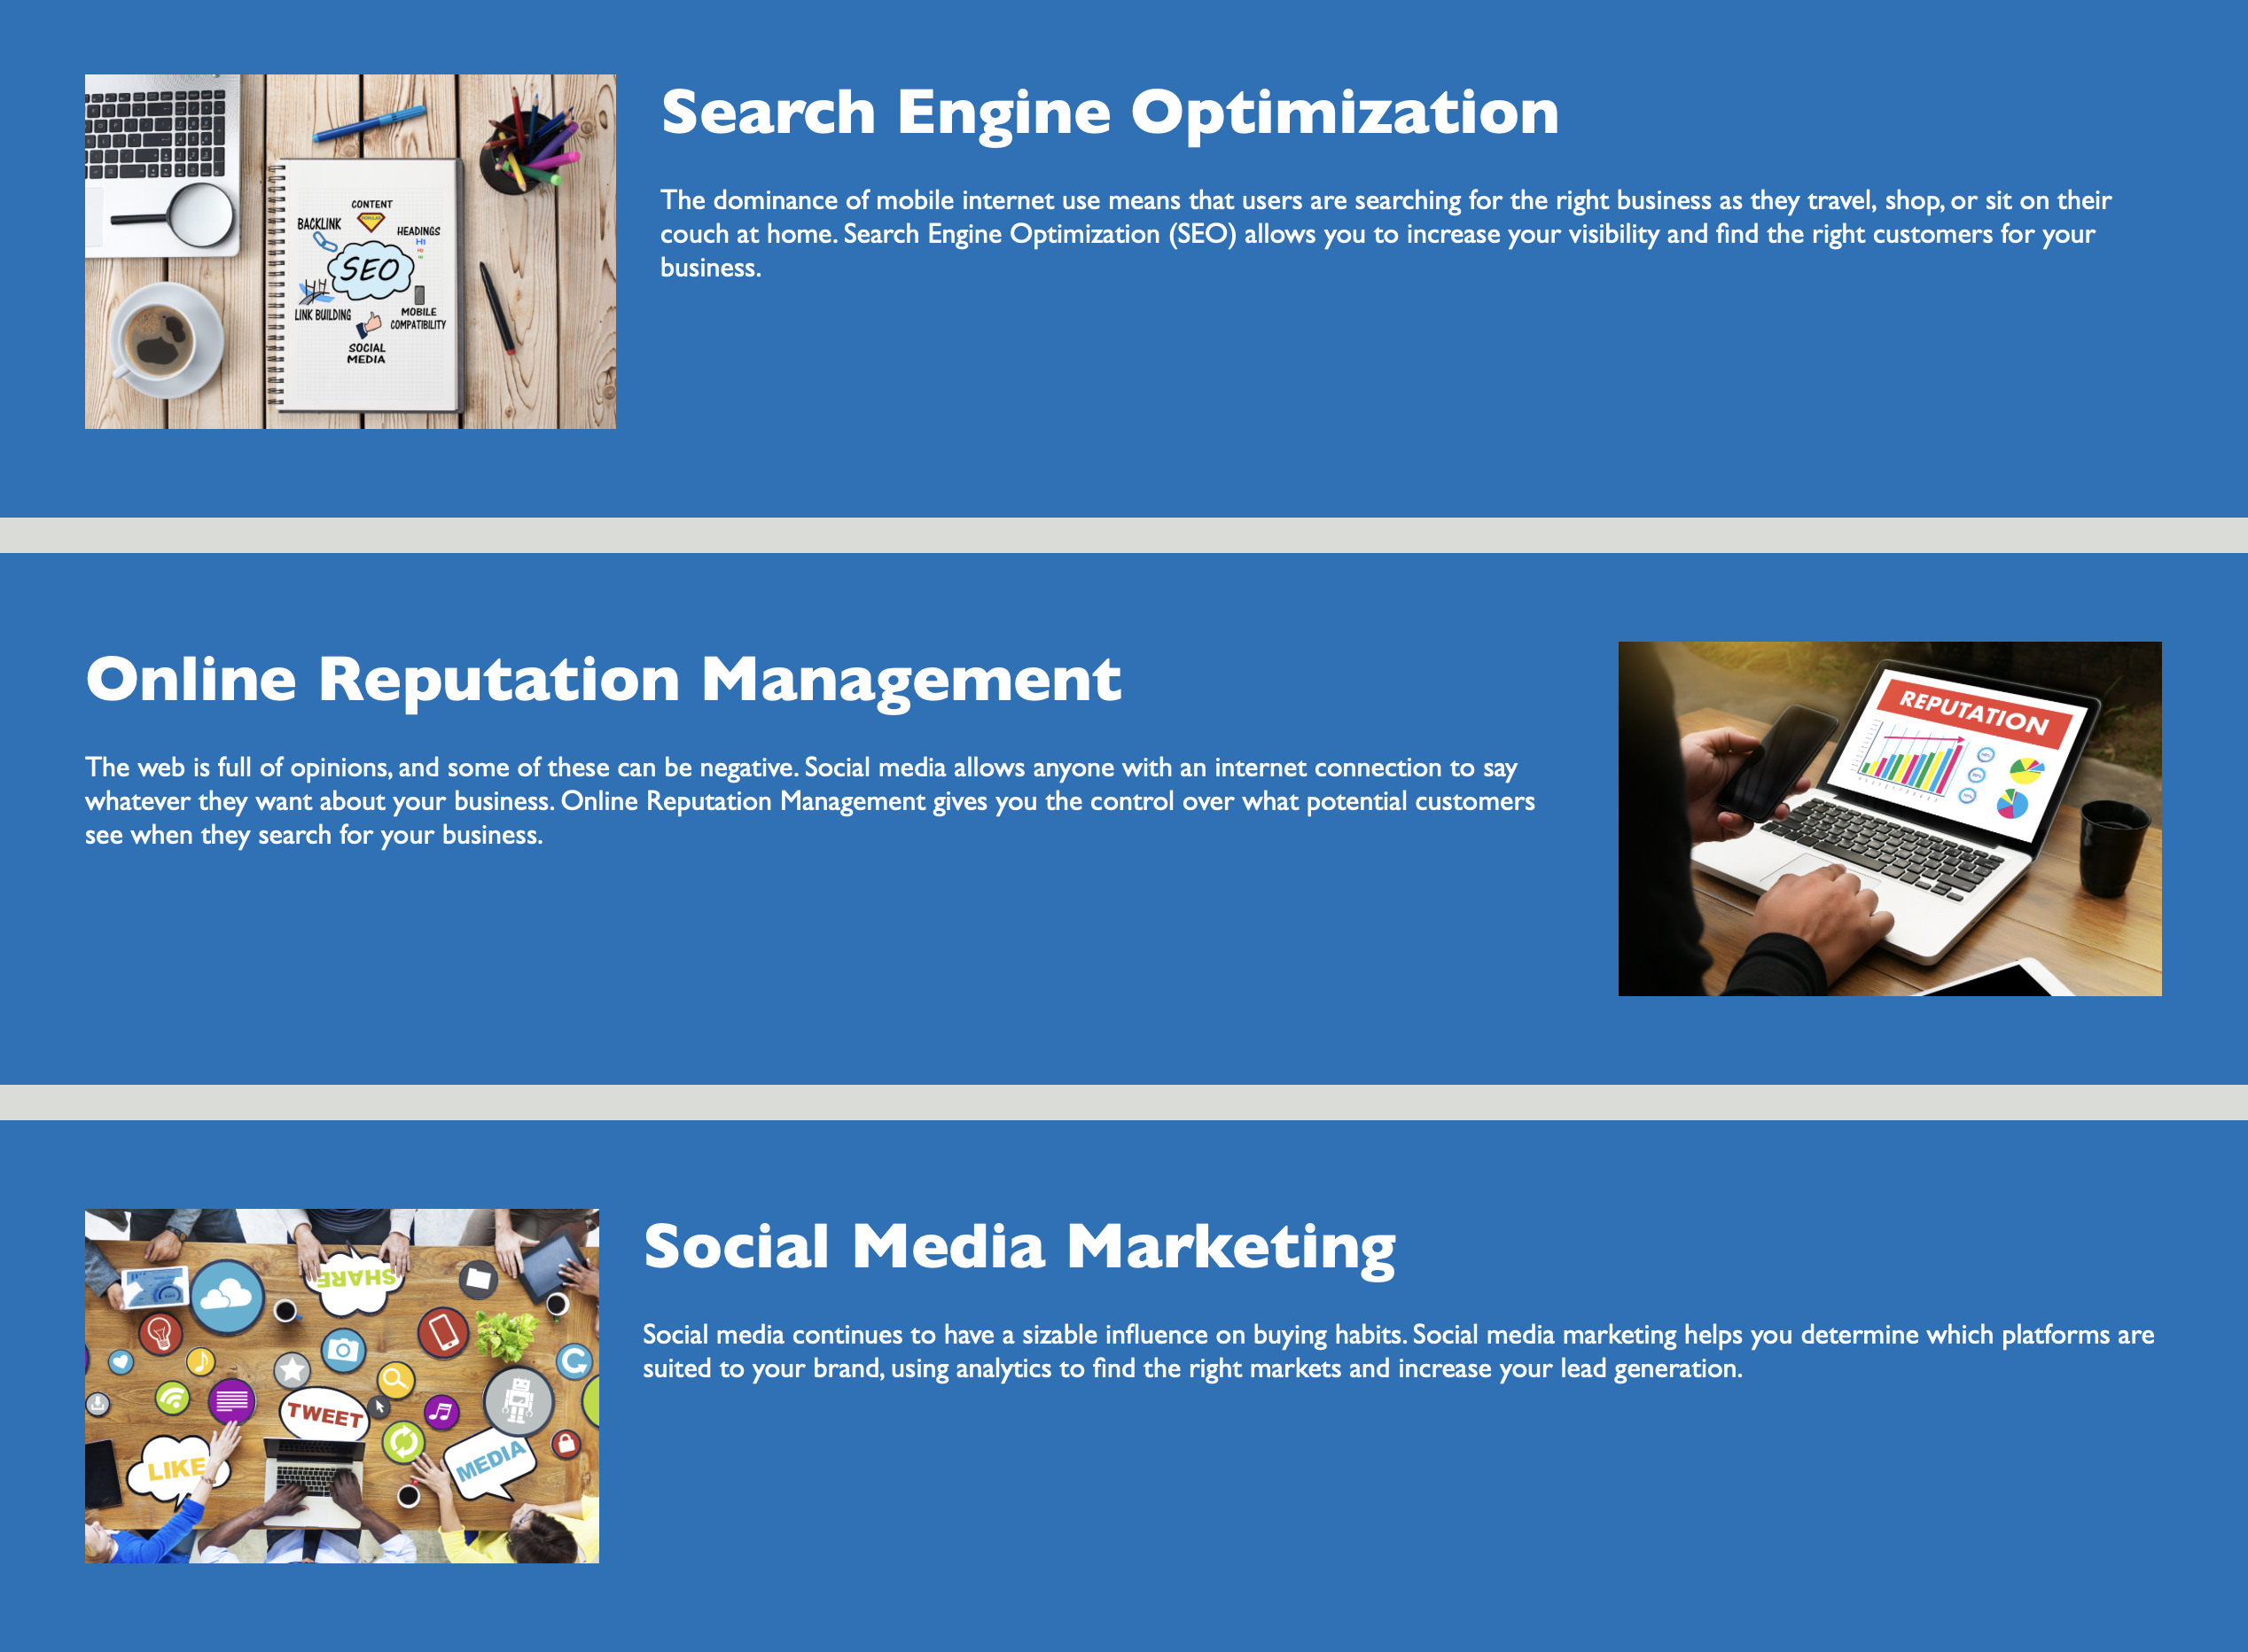 Search Engine Optimization
The dominance of mobile internet use means that users are searching for the right business as they travel, shop, or sit on their
couch at home. Search Engine Optimization (SEO) allows you to increase your visibility and find the right customers for your
business.
CONTENT
POPULAR
BACKLINK
HEADINGS
H1
H2
H3
SEO
LINK BUILDING
MOBILE
COMPATIBILITY
SOCIAL
MEDIA
Online Reputation Management
The web is full of opinions, and some of these can be negative. Social media allows anyone with an internet connection to say
whatever they want about your business. Online Reputation Management gives you the control over what potential customers
see when they search for your business.
REPUTATION
Social Media Marketing
Social media continues to have a sizable influence on buying habits. Social media marketing helps you determine which platforms are
suited to your brand, using analytics to find the right markets and increase your lead generation.
SHARE
TWEET
LIKE
MEDIA